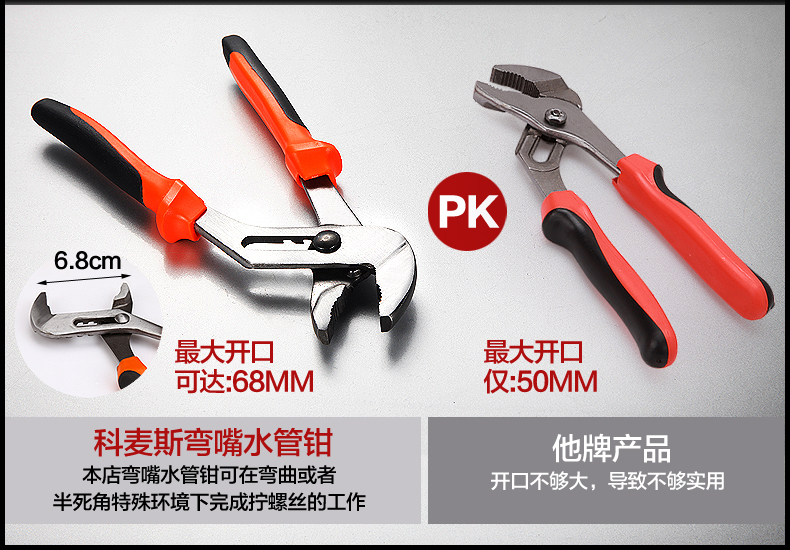 PK
6.8cm
最大开口
可达:68MM
最大开口
仅:50MM
科麦斯弯嘴水管钳
本店弯嘴水管钳可在弯曲或者
半死角特殊环境下完成拧螺丝的工作
他牌产品
开口不够大，导致不够实用